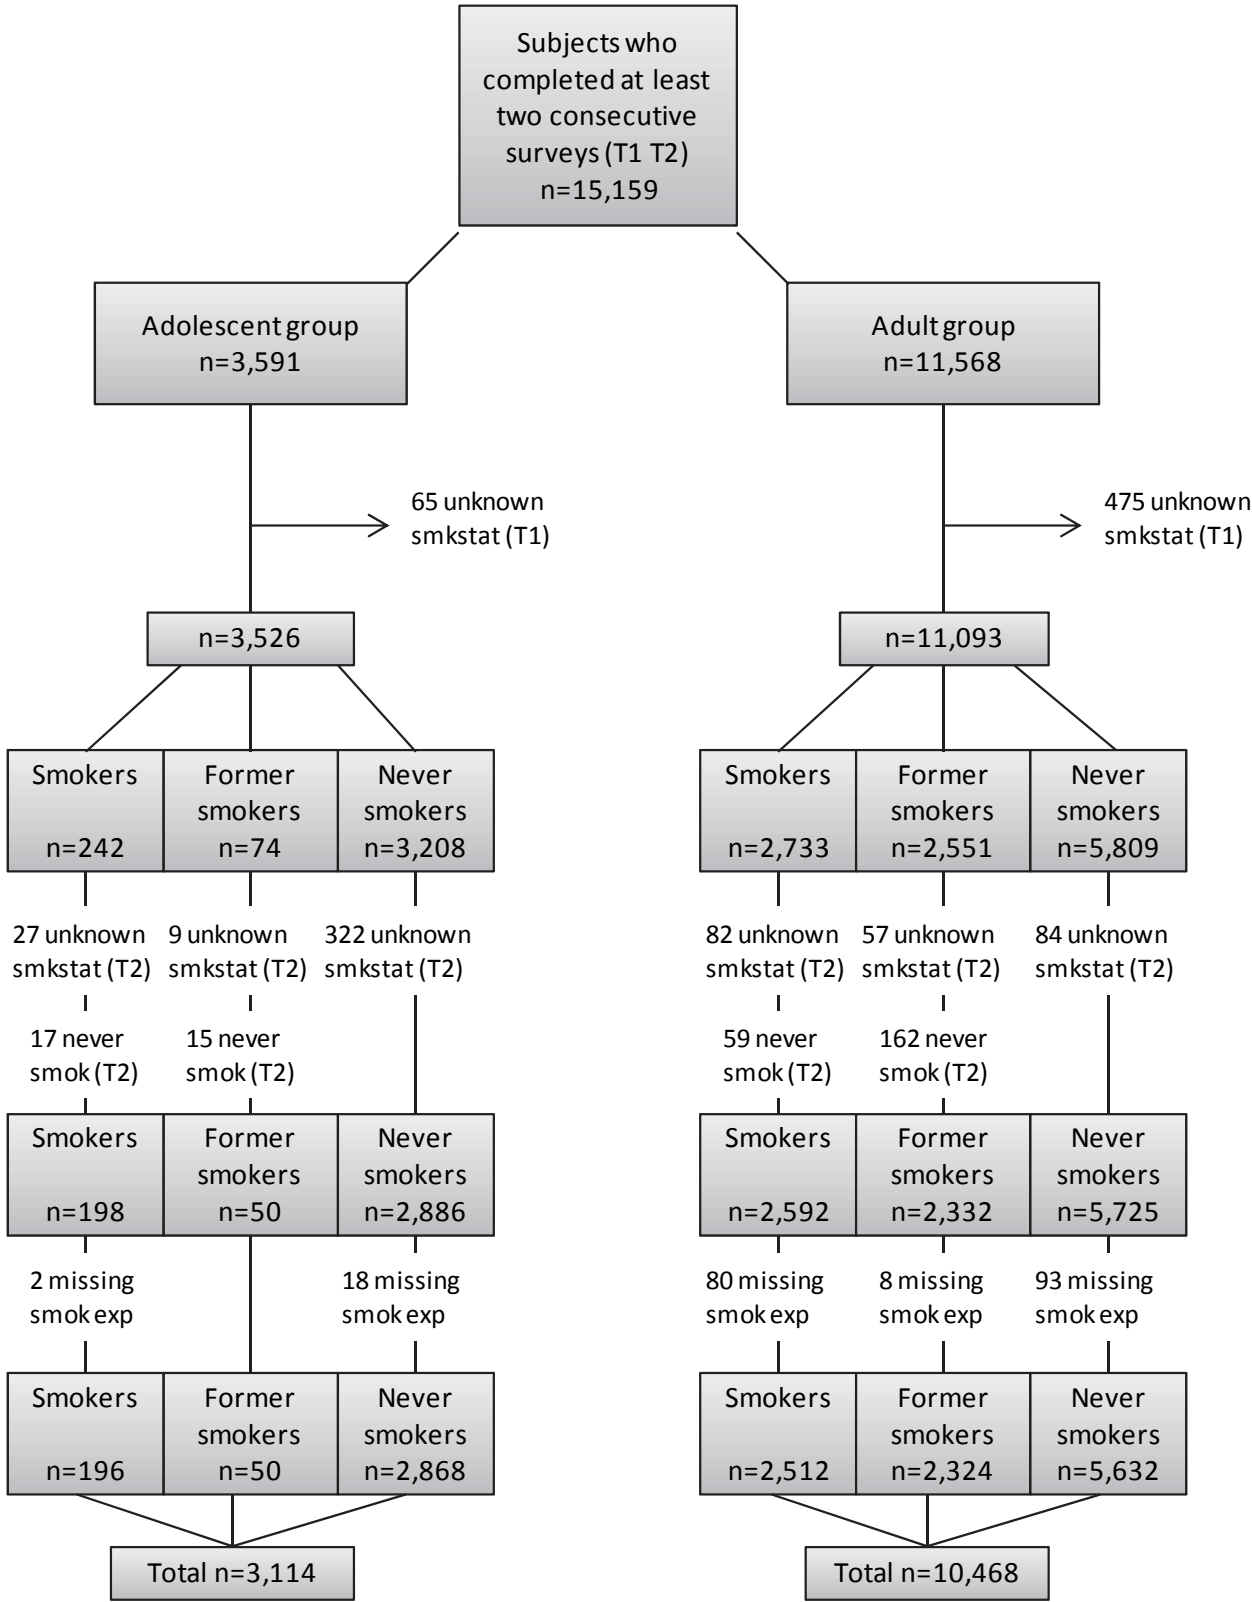 Subjects who
completed at least
two consecutive
surveys (T1 T2)
n=15,159
Adolescent group
n=3,591
Adult group
n=11,568
65 unknown
smkstat (T1)
475 unknown
smkstat (T1)
n=3,526
n=11,093
Smokers
n=242
Former
smokers
n=74
Never
smokers
n=3,208
Smokers
n=2,733
Former
smokers
n=2,551
Never
smokers
n=5,809
27 unknown
smkstat (T2)
9 unknown
smkstat (T2)
322 unknown
smkstat (T2)
82 unknown
smkstat (T2)
57 unknown
smkstat (T2)
84 unknown
smkstat (T2)
17 never
smok (T2)
15 never
smok (T2)
59 never
smok (T2)
162 never
smok (T2)
Smokers
n=198
Former
smokers
n=50
Never
smokers
n=2,886
Smokers
n=2,592
Former
smokers
n=2,332
Never
smokers
n=5,725
2 missing
smok exp
18 missing
smok exp
80 missing
smok exp
8 missing
smok exp
93 missing
smok exp
Smokers
n=196
Former
smokers
n=50
Never
smokers
n=2,868
Smokers
n=2,512
Former
smokers
n=2,324
Never
smokers
n=5,632
Total n=3,114
Total n=10,468